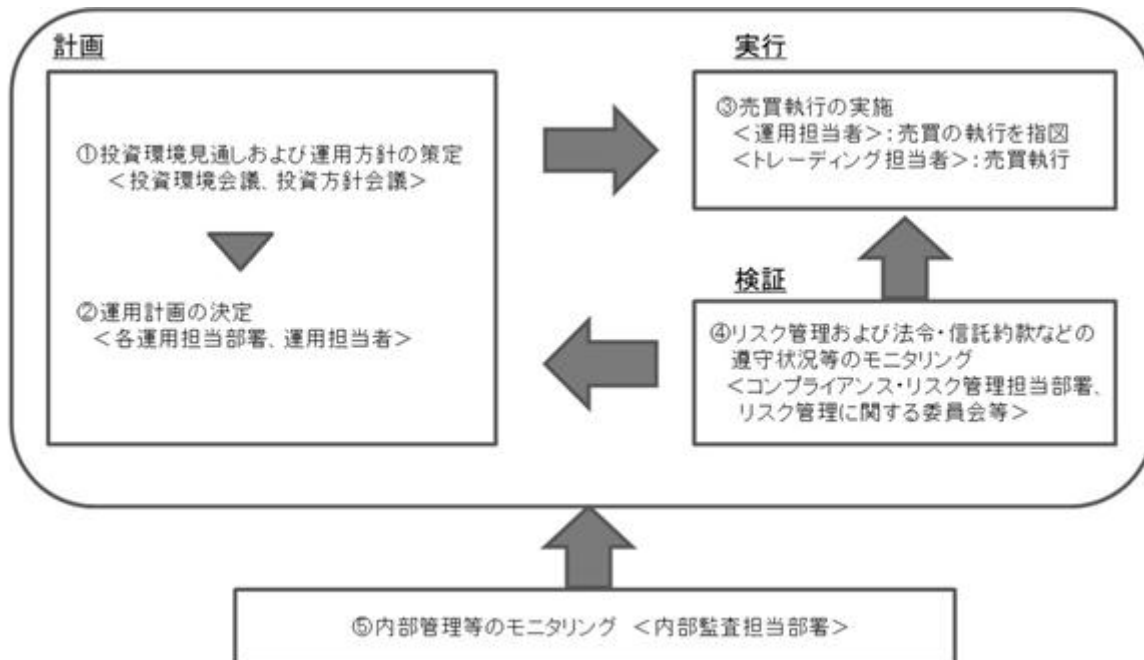 計画
①投資環境見通しおよび運用方針の策定
＜投資環境会議、投資方針会議＞
②運用計画の決定
＜各運用担当部署、運用担当者＞
実行
③売買執行の実施
＜運用担当者＞：売買の執行を指図
＜トレーディング担当者＞：売買執行
検証
④リスク管理および法令・信託約款などの
遵守状況等のモニタリング
＜コンプライアンス・リスク管理担当部署、
リスク管理に関する委員会等＞
⑤内部管理等のモニタリング ＜内部監査担当部署＞